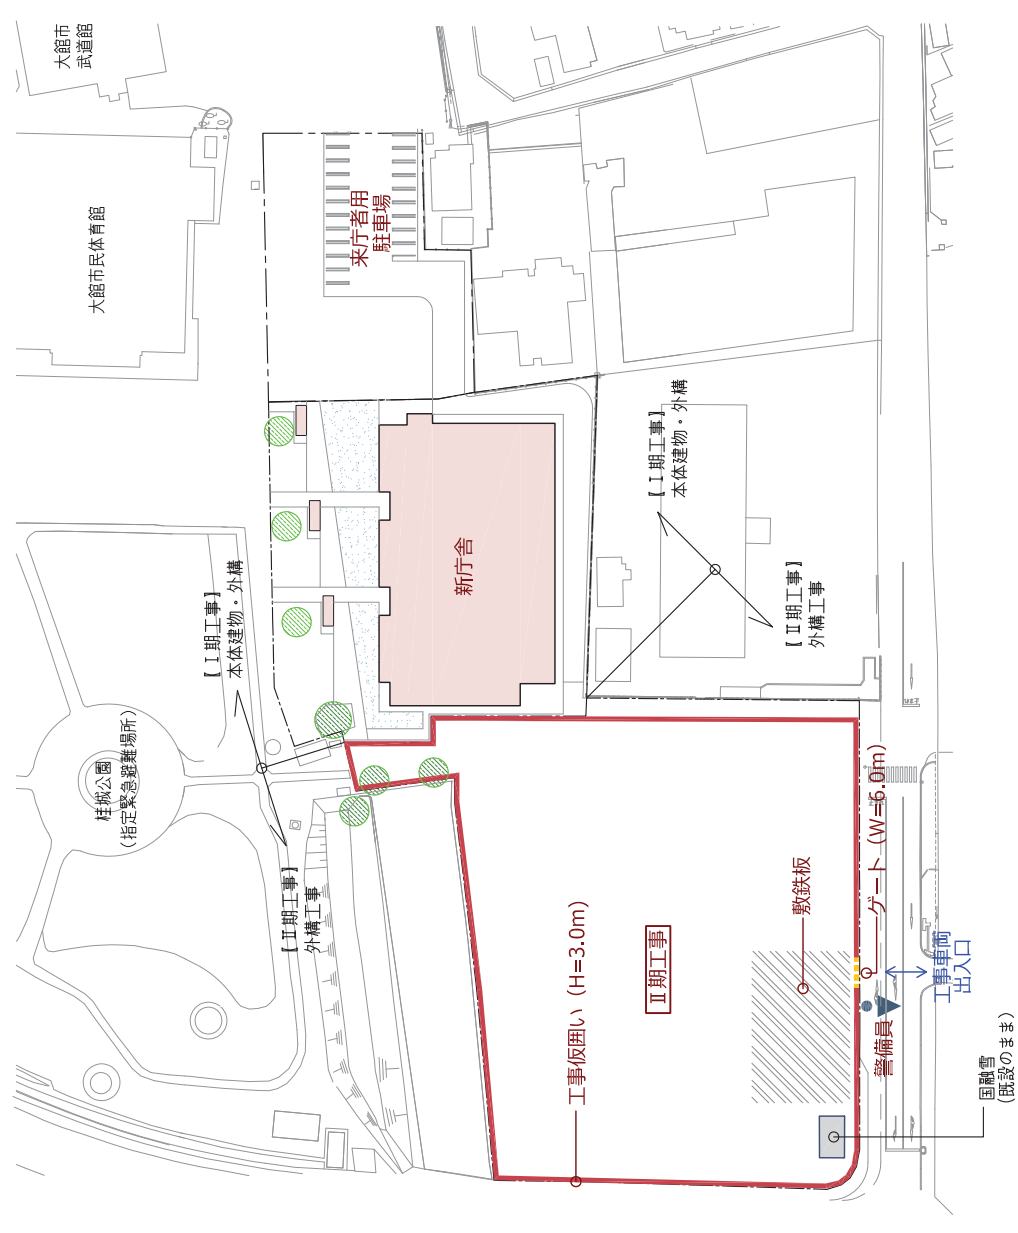 大館市
武道館
大館市民体育館
来庁者用
駐車場
【Ⅰ期工事】
本体建物・外構
新庁舎
【Ⅰ期工事】
本体建物・外構
【Ⅱ期工事】
外構工事
桂城公園
（指定緊急避難場所）
【Ⅱ期工事】
外構工事
ゲート（W=6.0m）
敷鉄板
工事仮囲い（H=3.0m）
Ⅱ期工事
工事車両
出入口
警備員
国融雪
（既設のまま）